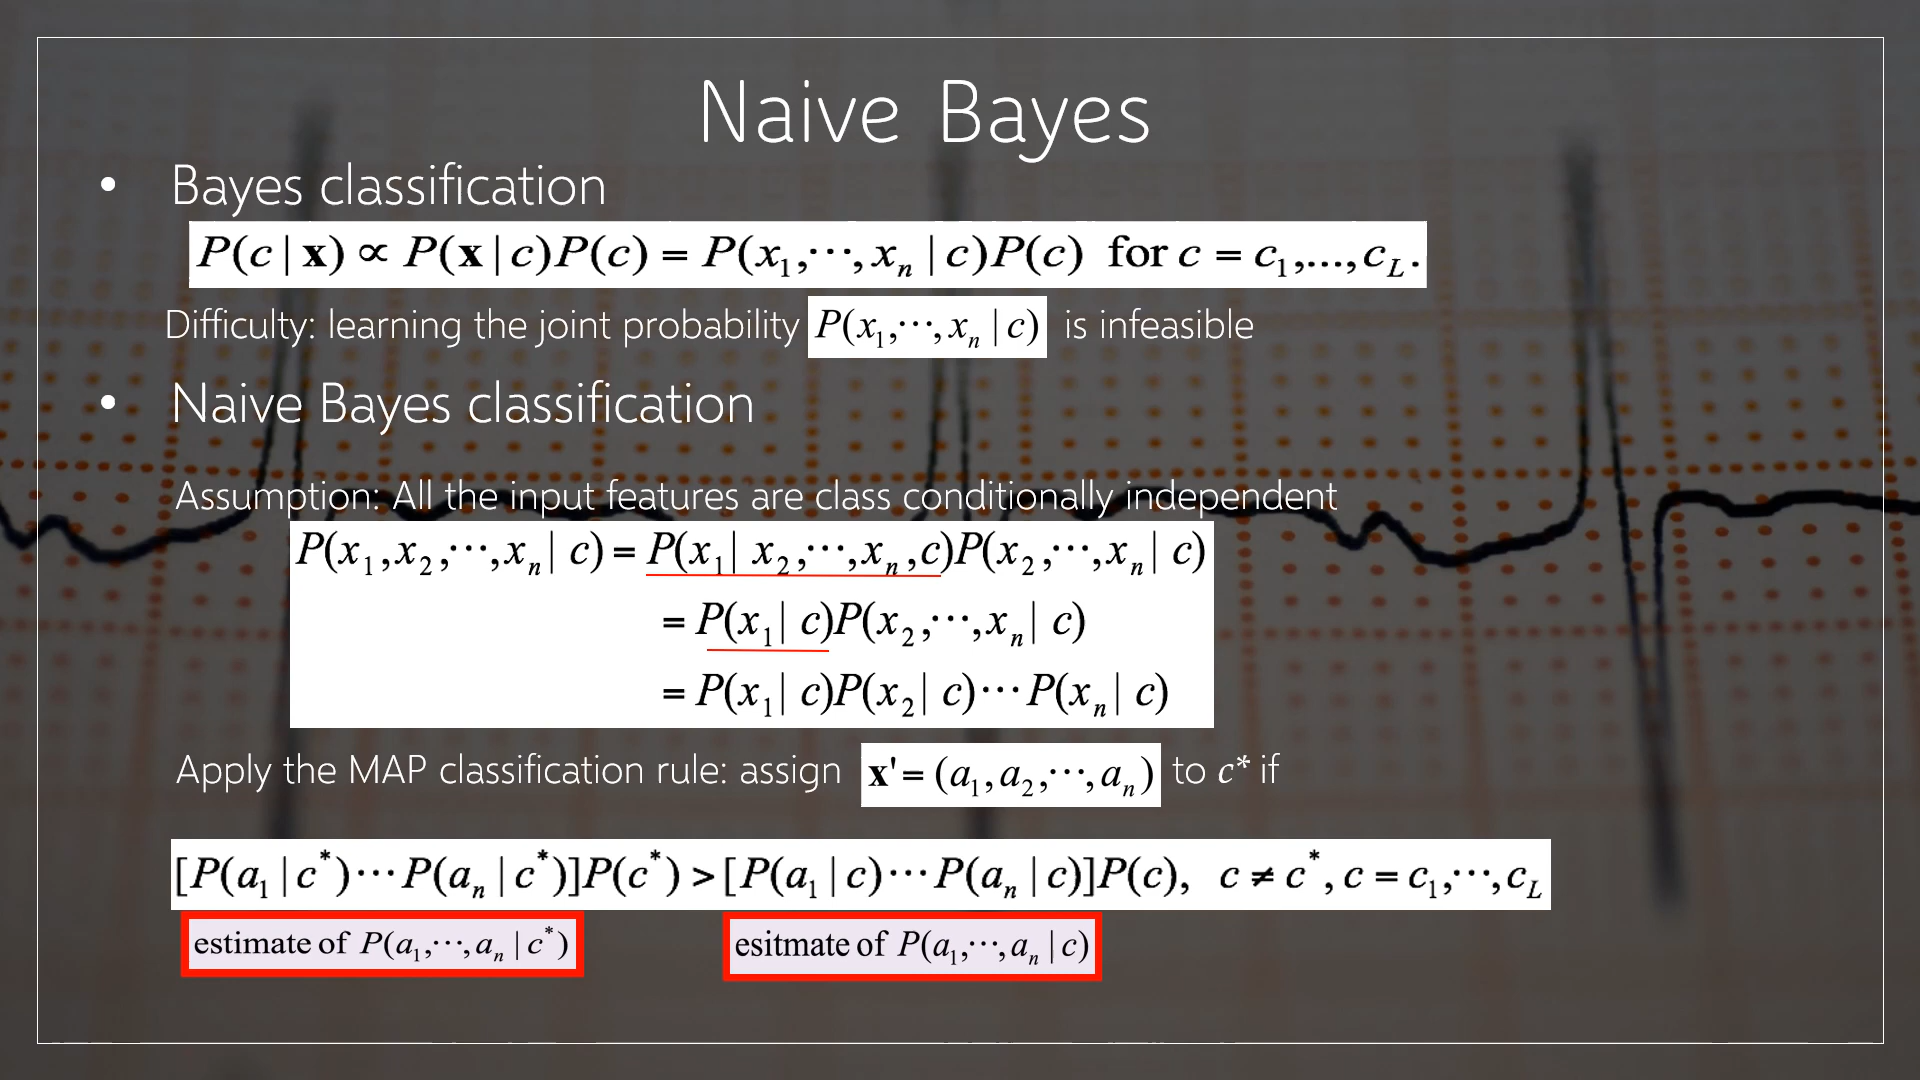 Naive Bayes
• Bayes classification
P(c | x) ∝ P(x | c)P(c) = P(x₁,⋯,xₙ | c)P(c) for c = c₁,...,c_L.
Difficulty: learning the joint probability P(x₁,⋯,xₙ | c) is infeasible
• Naive Bayes classification
Assumption: All the input features are class conditionally independent
P(x₁,x₂,⋯,xₙ | c) = P(x₁ | x₂,⋯,xₙ,c)P(x₂,⋯,xₙ | c)
= P(x₁ | c)P(x₂,⋯,xₙ | c)
= P(x₁ | c)P(x₂ | c)⋯P(xₙ | c)
Apply the MAP classification rule: assign x' = (a₁,a₂,⋯,aₙ) to c* if
[P(a₁ | c*)⋯P(aₙ | c*)]P(c*) > [P(a₁ | c)⋯P(aₙ | c)]P(c), c ≠ c*, c = c₁,⋯,c_L
estimate of P(a₁,⋯,aₙ | c*)
esitmate of P(a₁,⋯,aₙ | c)